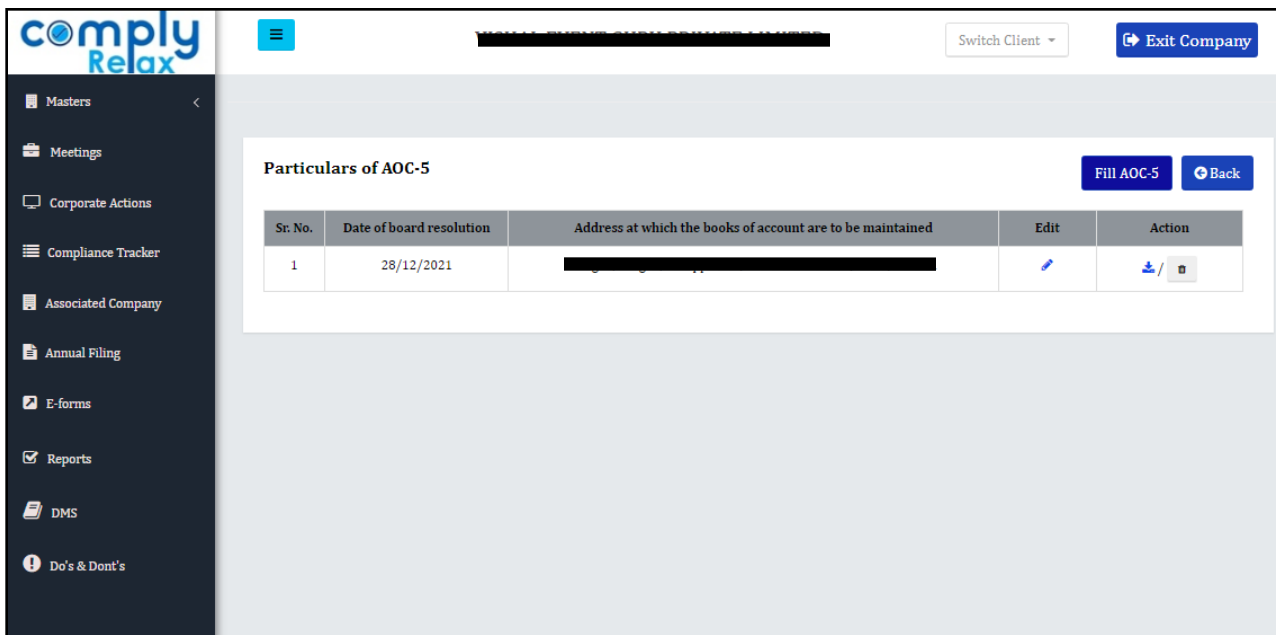 comply
Relax
Switch Client
Exit Company
Masters
Meetings
Corporate Actions
Compliance Tracker
Associated Company
Annual Filing
E-forms
Reports
DMS
Do's & Dont's
Particulars of AOC-5
Fill AOC-5 Back
Sr. No. Date of board resolution Address at which the books of account are to be maintained Edit Action
1 28/12/2021 /